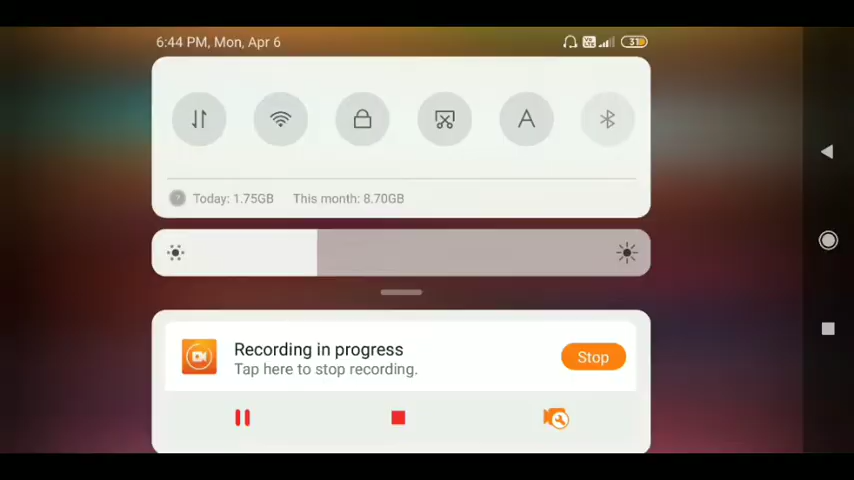 6:44 PM, Mon, Apr 6
31
A
Today: 1.75GB This month: 8.70GB
Recording in progress
Tap here to stop recording.
Stop